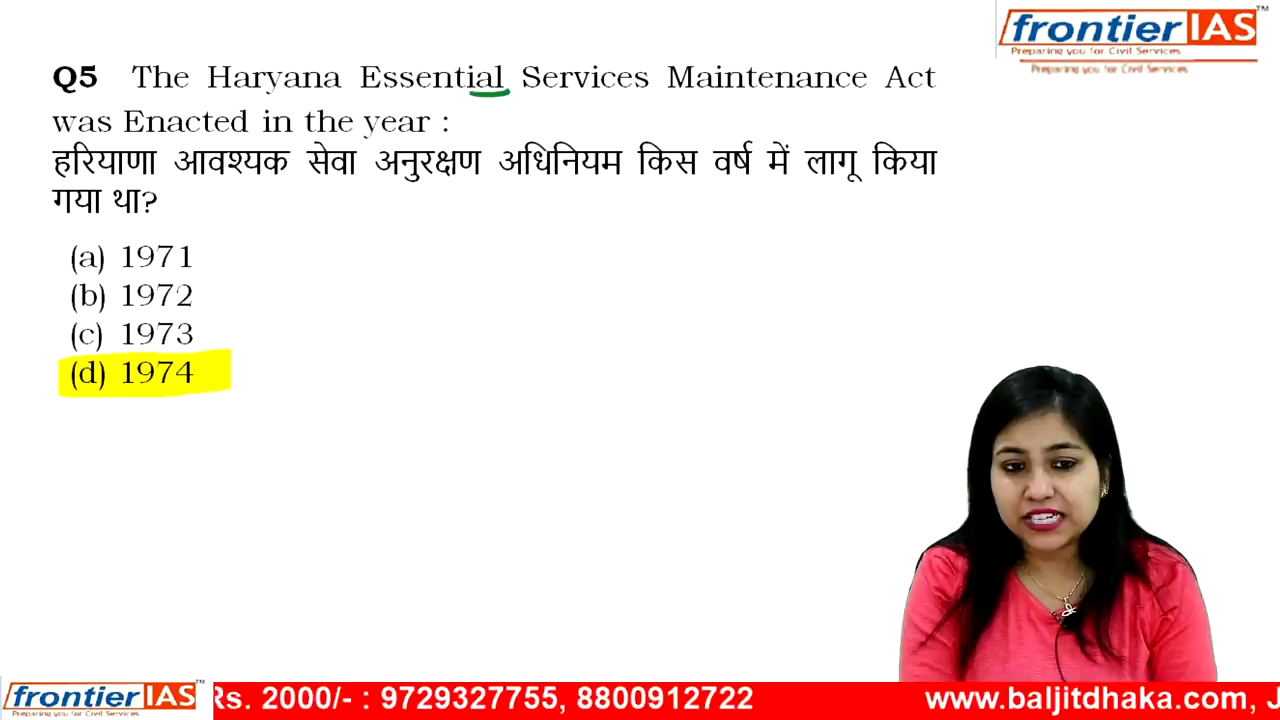 frontier IAS TM
Preparing you for Civil Services
Preparing you for Civil Services
Q5 The Haryana Essential Services Maintenance Act
was Enacted in the year :
हरियाणा आवश्यक सेवा अनुरक्षण अधिनियम किस वर्ष में लागू किया
गया था?
(a) 1971
(b) 1972
(c) 1973
(d) 1974
frontier IAS TM
Preparing you for Civil Services
Rs. 2000/- : 9729327755, 8800912722 www.baljitdhaka.com, J